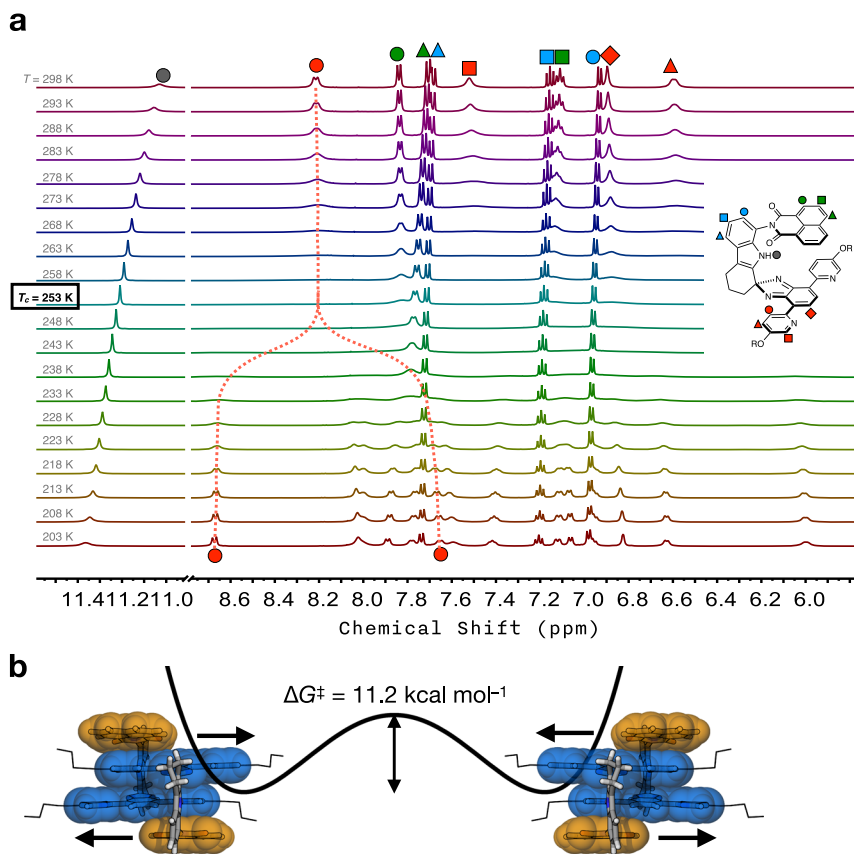 a
T = 298 K
293 K
288 K
283 K
278 K
273 K
268 K
263 K
258 K
Tc = 253 K
248 K
243 K
238 K
233 K
228 K
223 K
218 K
213 K
208 K
203 K
O
N
O
NH
OR
N
N
N
N
RO
11.4 11.2 11.0 8.6 8.4 8.2 8.0 7.8 7.6 7.4 7.2 7.0 6.8 6.6 6.4 6.2 6.0
Chemical Shift (ppm)
b
ΔG‡ = 11.2 kcal mol⁻¹